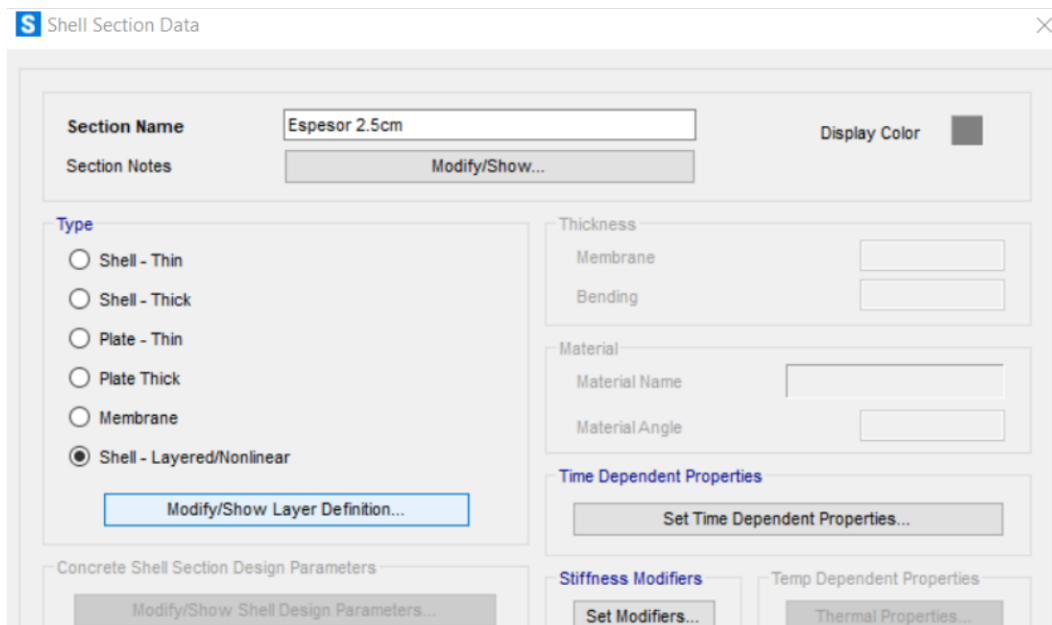 S Shell Section Data
Section Name
Espesor 2.5cm
Display Color
Section Notes
Modify/Show...
Type
Shell - Thin
Shell - Thick
Plate - Thin
Plate Thick
Membrane
Shell - Layered/Nonlinear
Modify/Show Layer Definition...
Thickness
Membrane
Bending
Material
Material Name
Material Angle
Time Dependent Properties
Set Time Dependent Properties...
Concrete Shell Section Design Parameters
Modify/Show Shell Design Parameters...
Stiffness Modifiers
Set Modifiers...
Temp Dependent Properties
Thermal Properties...